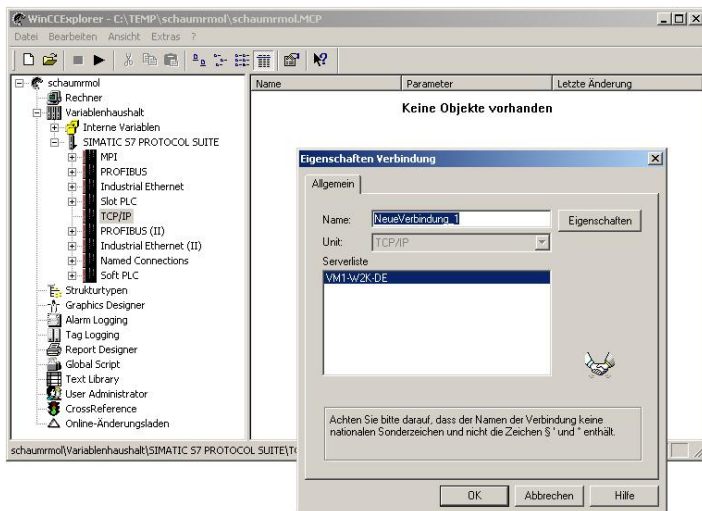 WinCCExplorer - C:\TEMP\schaumrmol\schaumrmol.MCP
Datei Bearbeiten Ansicht Extras ?
schaumrmol
Rechner
Variablenhaushalt
Interne Variablen
SIMATIC S7 PROTOCOL SUITE
MPI
PROFIBUS
Industrial Ethernet
Slot PLC
TCP/IP
PROFIBUS (II)
Industrial Ethernet (II)
Named Connections
Soft PLC
Strukturtypen
Graphics Designer
Alarm Logging
Tag Logging
Report Designer
Global Script
Text Library
User Administrator
CrossReference
Online-Änderungsladen
Name Parameter Letzte Änderung
Keine Objekte vorhanden
Eigenschaften Verbindung
Allgemein
Name: NeueVerbindung_1 Eigenschaften
Unit: TCP/IP
Serverliste
VM1-W2K-DE
Achten Sie bitte darauf, dass der Namen der Verbindung keine
nationalen Sonderzeichen und nicht die Zeichen § ' und " enthält.
OK Abbrechen Hilfe
schaumrmol\Variablenhaushalt\SIMATIC S7 PROTOCOL SUITE\